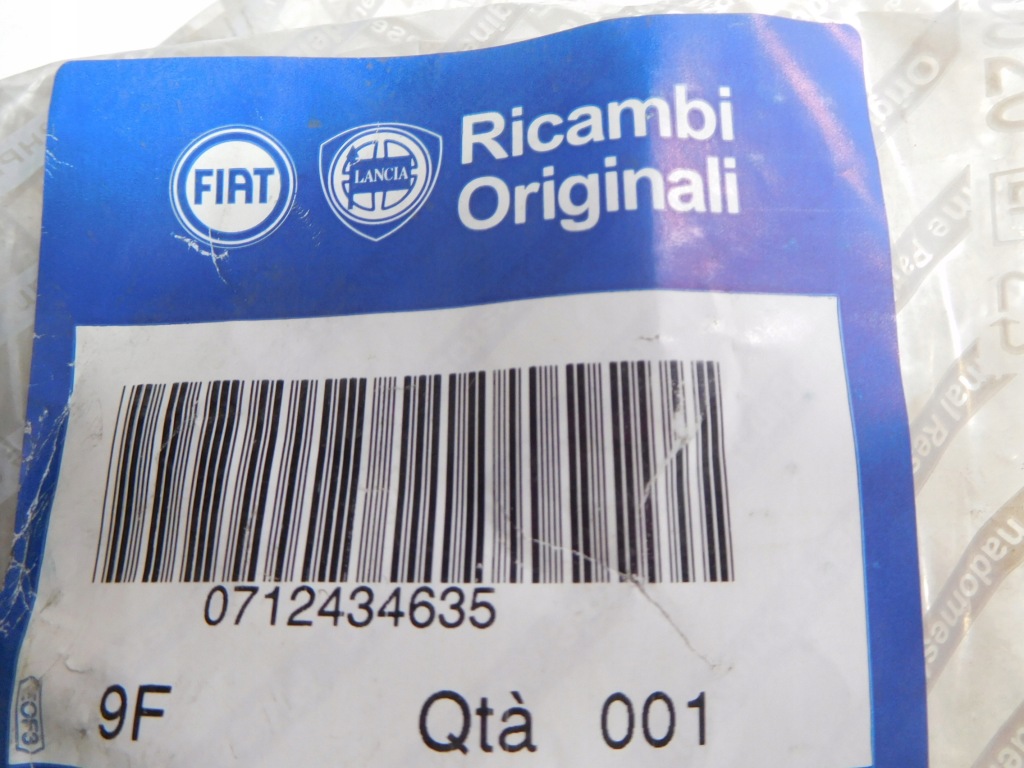 FIAT
LANCIA
Ricambi
Originali
0712434635
9F
Qtà 001